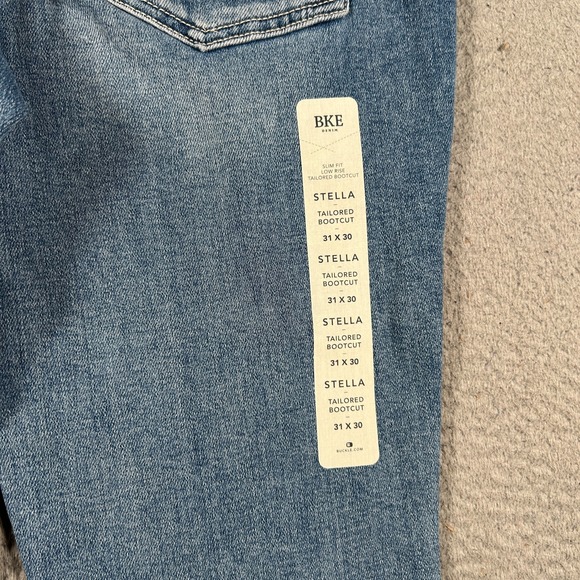 BKE
DENIM
SLIM FIT
LOW RISE
TAILORED BOOTCUT
STELLA
TAILORED
BOOTCUT
31 X 30
STELLA
TAILORED
BOOTCUT
31 X 30
STELLA
TAILORED
BOOTCUT
31 X 30
STELLA
TAILORED
BOOTCUT
31 X 30
BUCKLE.COM